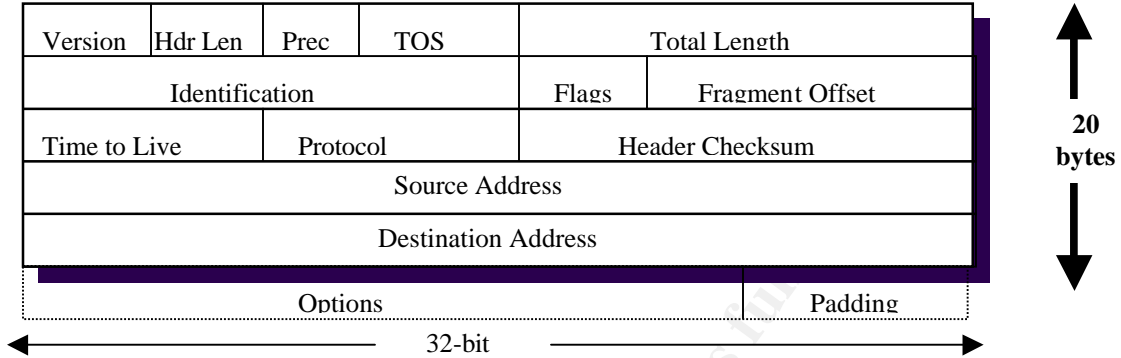 Version Hdr Len Prec TOS Total Length
Identification Flags Fragment Offset
20
Time to Live Protocol Header Checksum
bytes
Source Address
Destination Address
Options Padding
32-bit